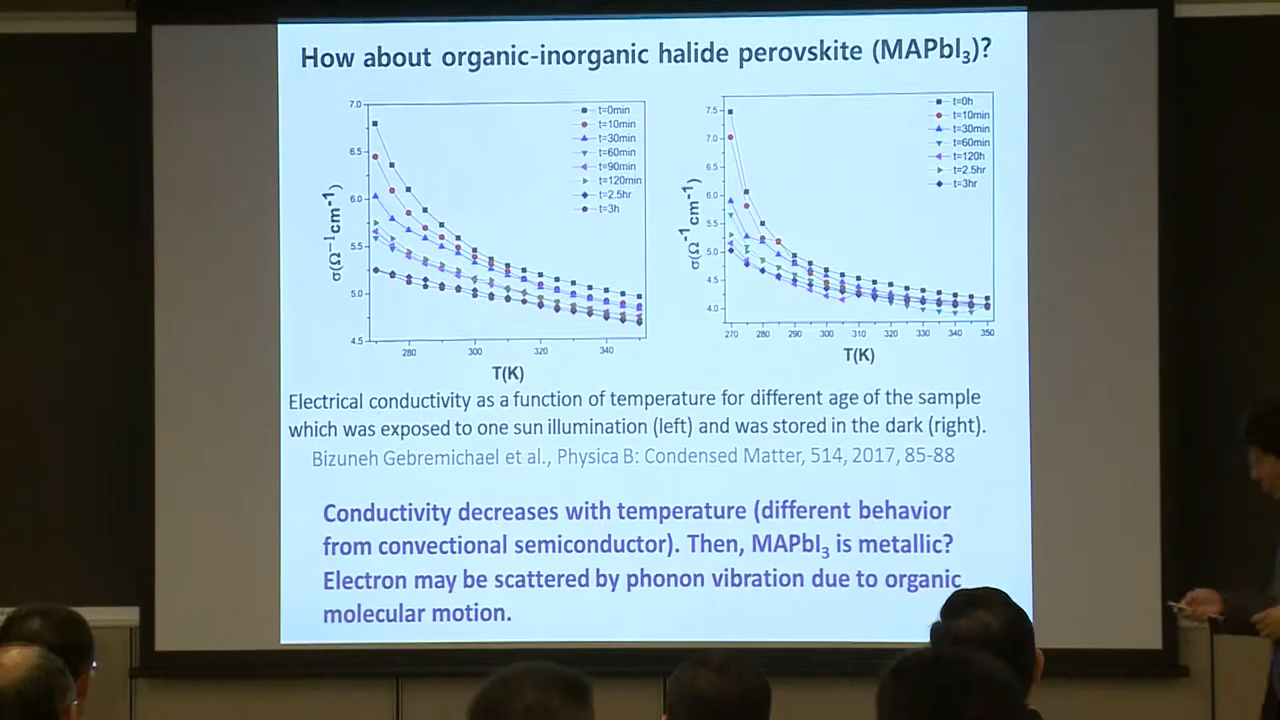 How about organic-inorganic halide perovskite (MAPbI₃)?
7.0
6.5
6.0
5.5
5.0
4.5
280
300
320
340
σ(Ω⁻¹cm⁻¹)
T(K)
t=0min
t=10min
t=30min
t=60min
t=90min
t=120min
t=2.5hr
t=3h
7.5
7.0
6.5
6.0
5.5
5.0
4.5
4.0
270
280
290
300
310
320
330
340
350
σ(Ω⁻¹cm⁻¹)
T(K)
t=0h
t=10min
t=30min
t=60min
t=120h
t=2.5hr
t=3hr
Electrical conductivity as a function of temperature for different age of the sample
which was exposed to one sun illumination (left) and was stored in the dark (right).
Bizuneh Gebremichael et al., Physica B: Condensed Matter, 514, 2017, 85-88
Conductivity decreases with temperature (different behavior
from convectional semiconductor). Then, MAPbI₃ is metallic?
Electron may be scattered by phonon vibration due to organic
molecular motion.